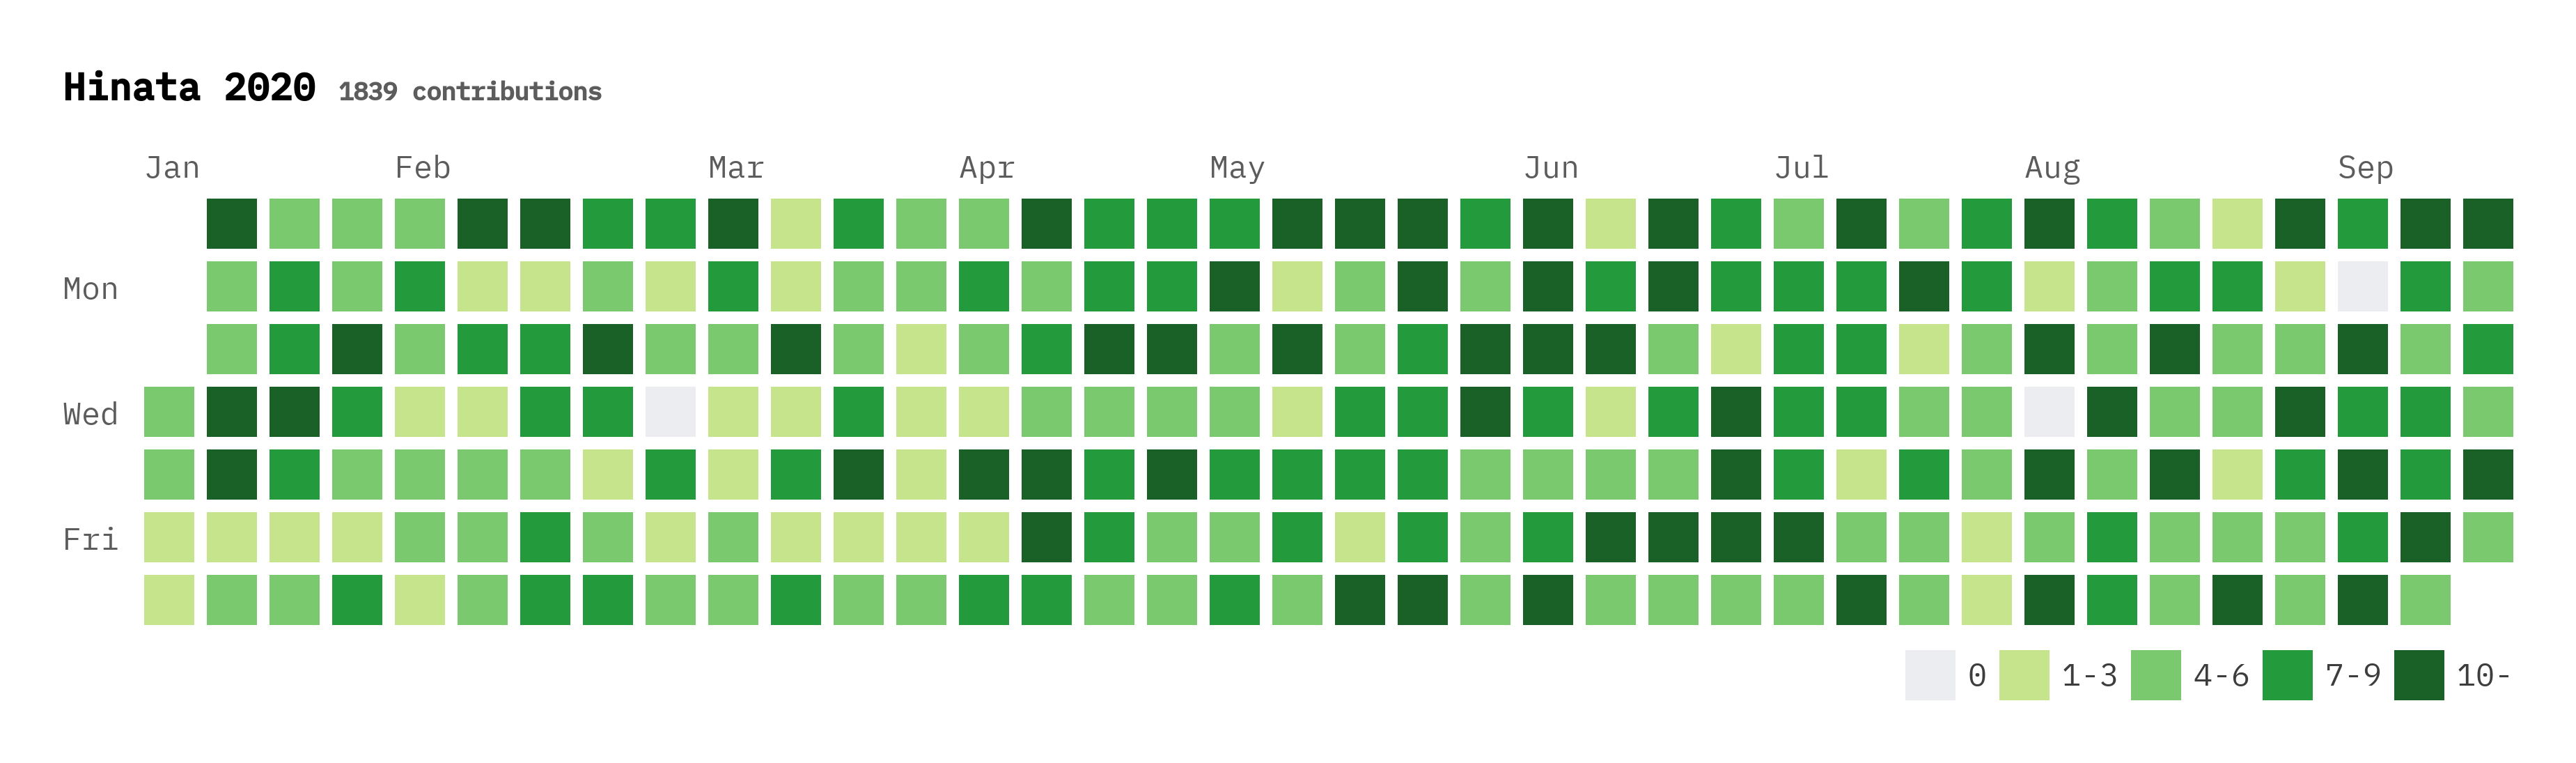 Hinata 2020 1839 contributions
Jan Feb Mar Apr May Jun Jul Aug Sep
Mon
Wed
Fri
0 1-3 4-6 7-9 10-